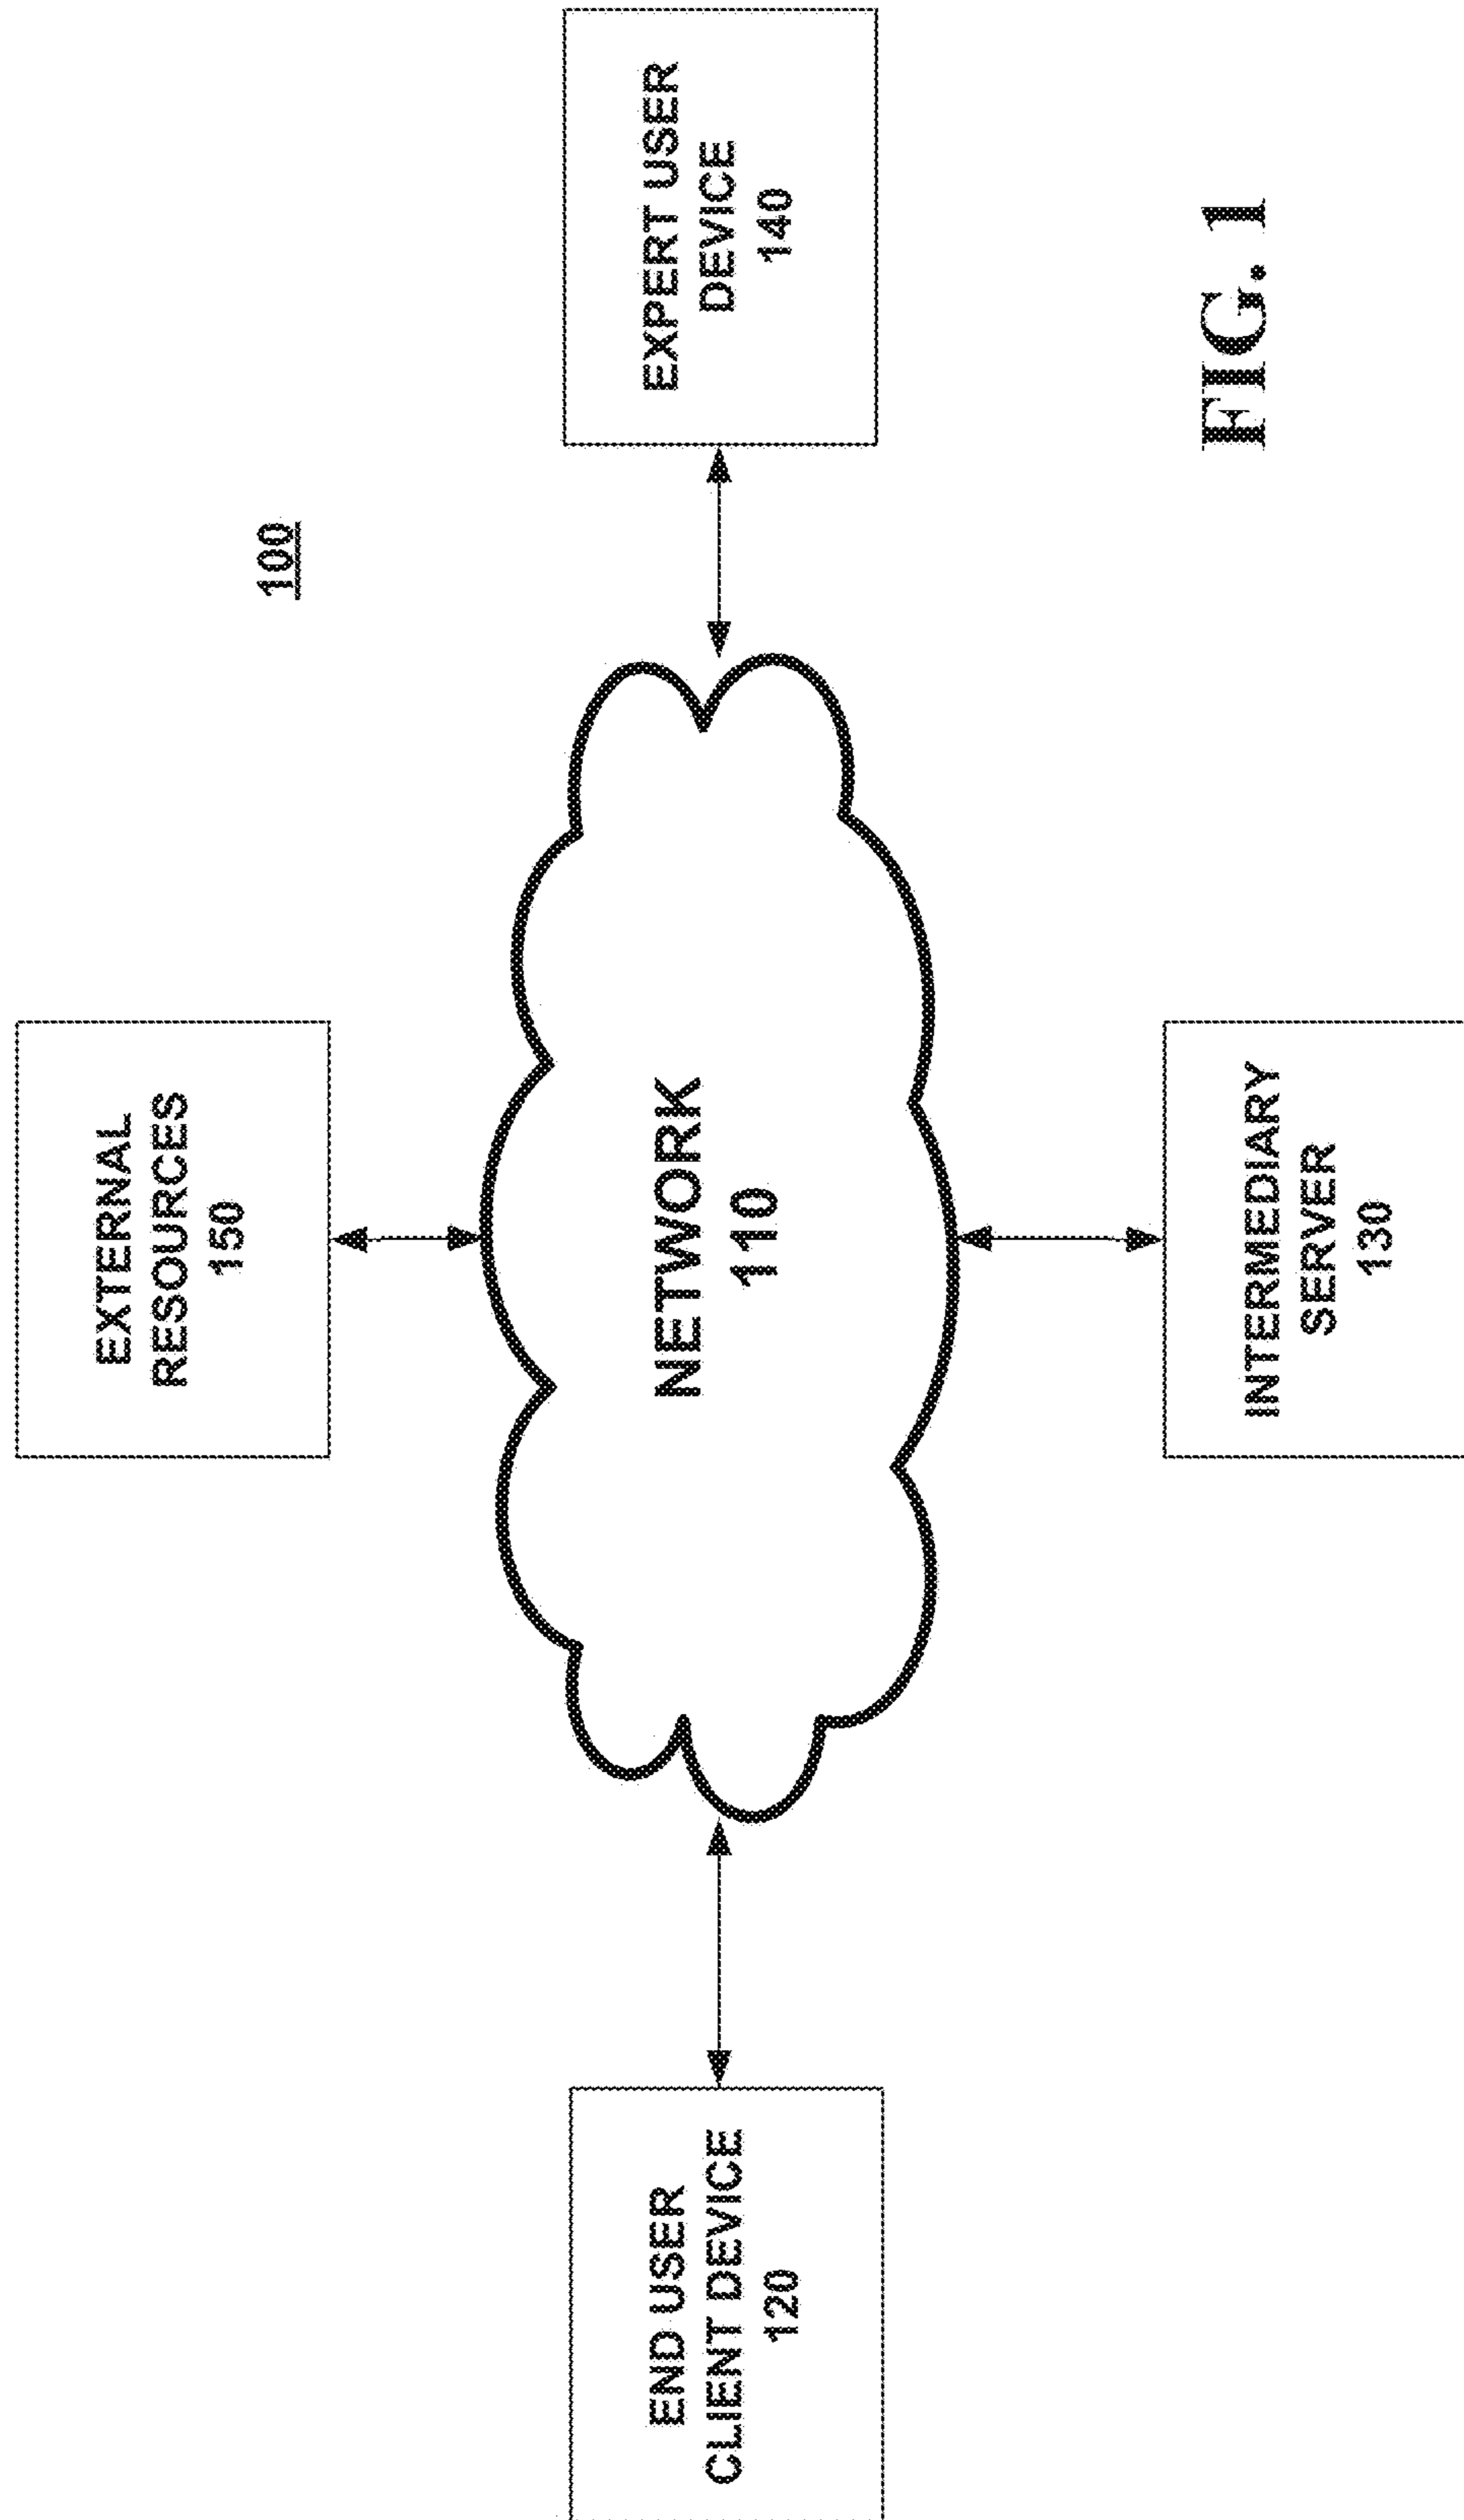 100
EXTERNAL
RESOURCES
150
END USER
CLIENT DEVICE
120
NETWORK
110
EXPERT USER
DEVICE
140
INTERMEDIARY
SERVER
130
FIG. 1